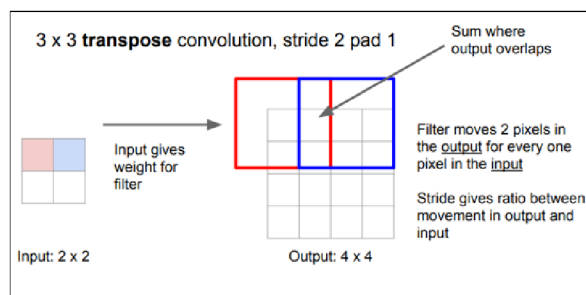 3 x 3 transpose convolution, stride 2 pad 1
Sum where
output overlaps
Input gives
weight for
filter
Filter moves 2 pixels in
the output for every one
pixel in the input
Stride gives ratio between
movement in output and
input
Input: 2 x 2
Output: 4 x 4